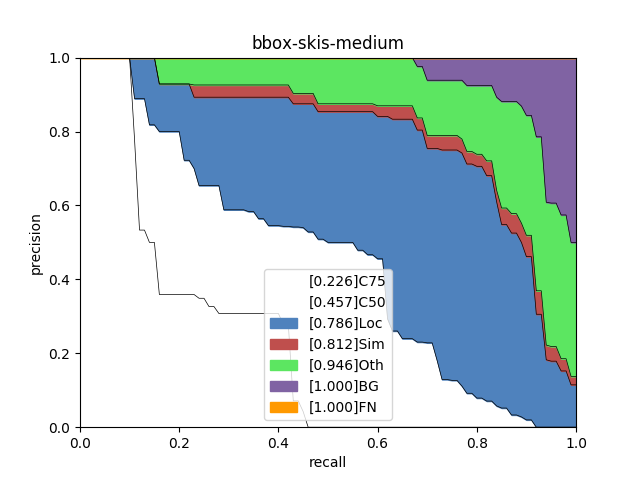 bbox-skis-medium
1.0
0.8
0.6
0.4
0.2
0.0
precision
[0.226]C75
[0.457]C50
[0.786]Loc
[0.812]Sim
[0.946]Oth
[1.000]BG
[1.000]FN
0.0 0.2 0.4 0.6 0.8 1.0
recall